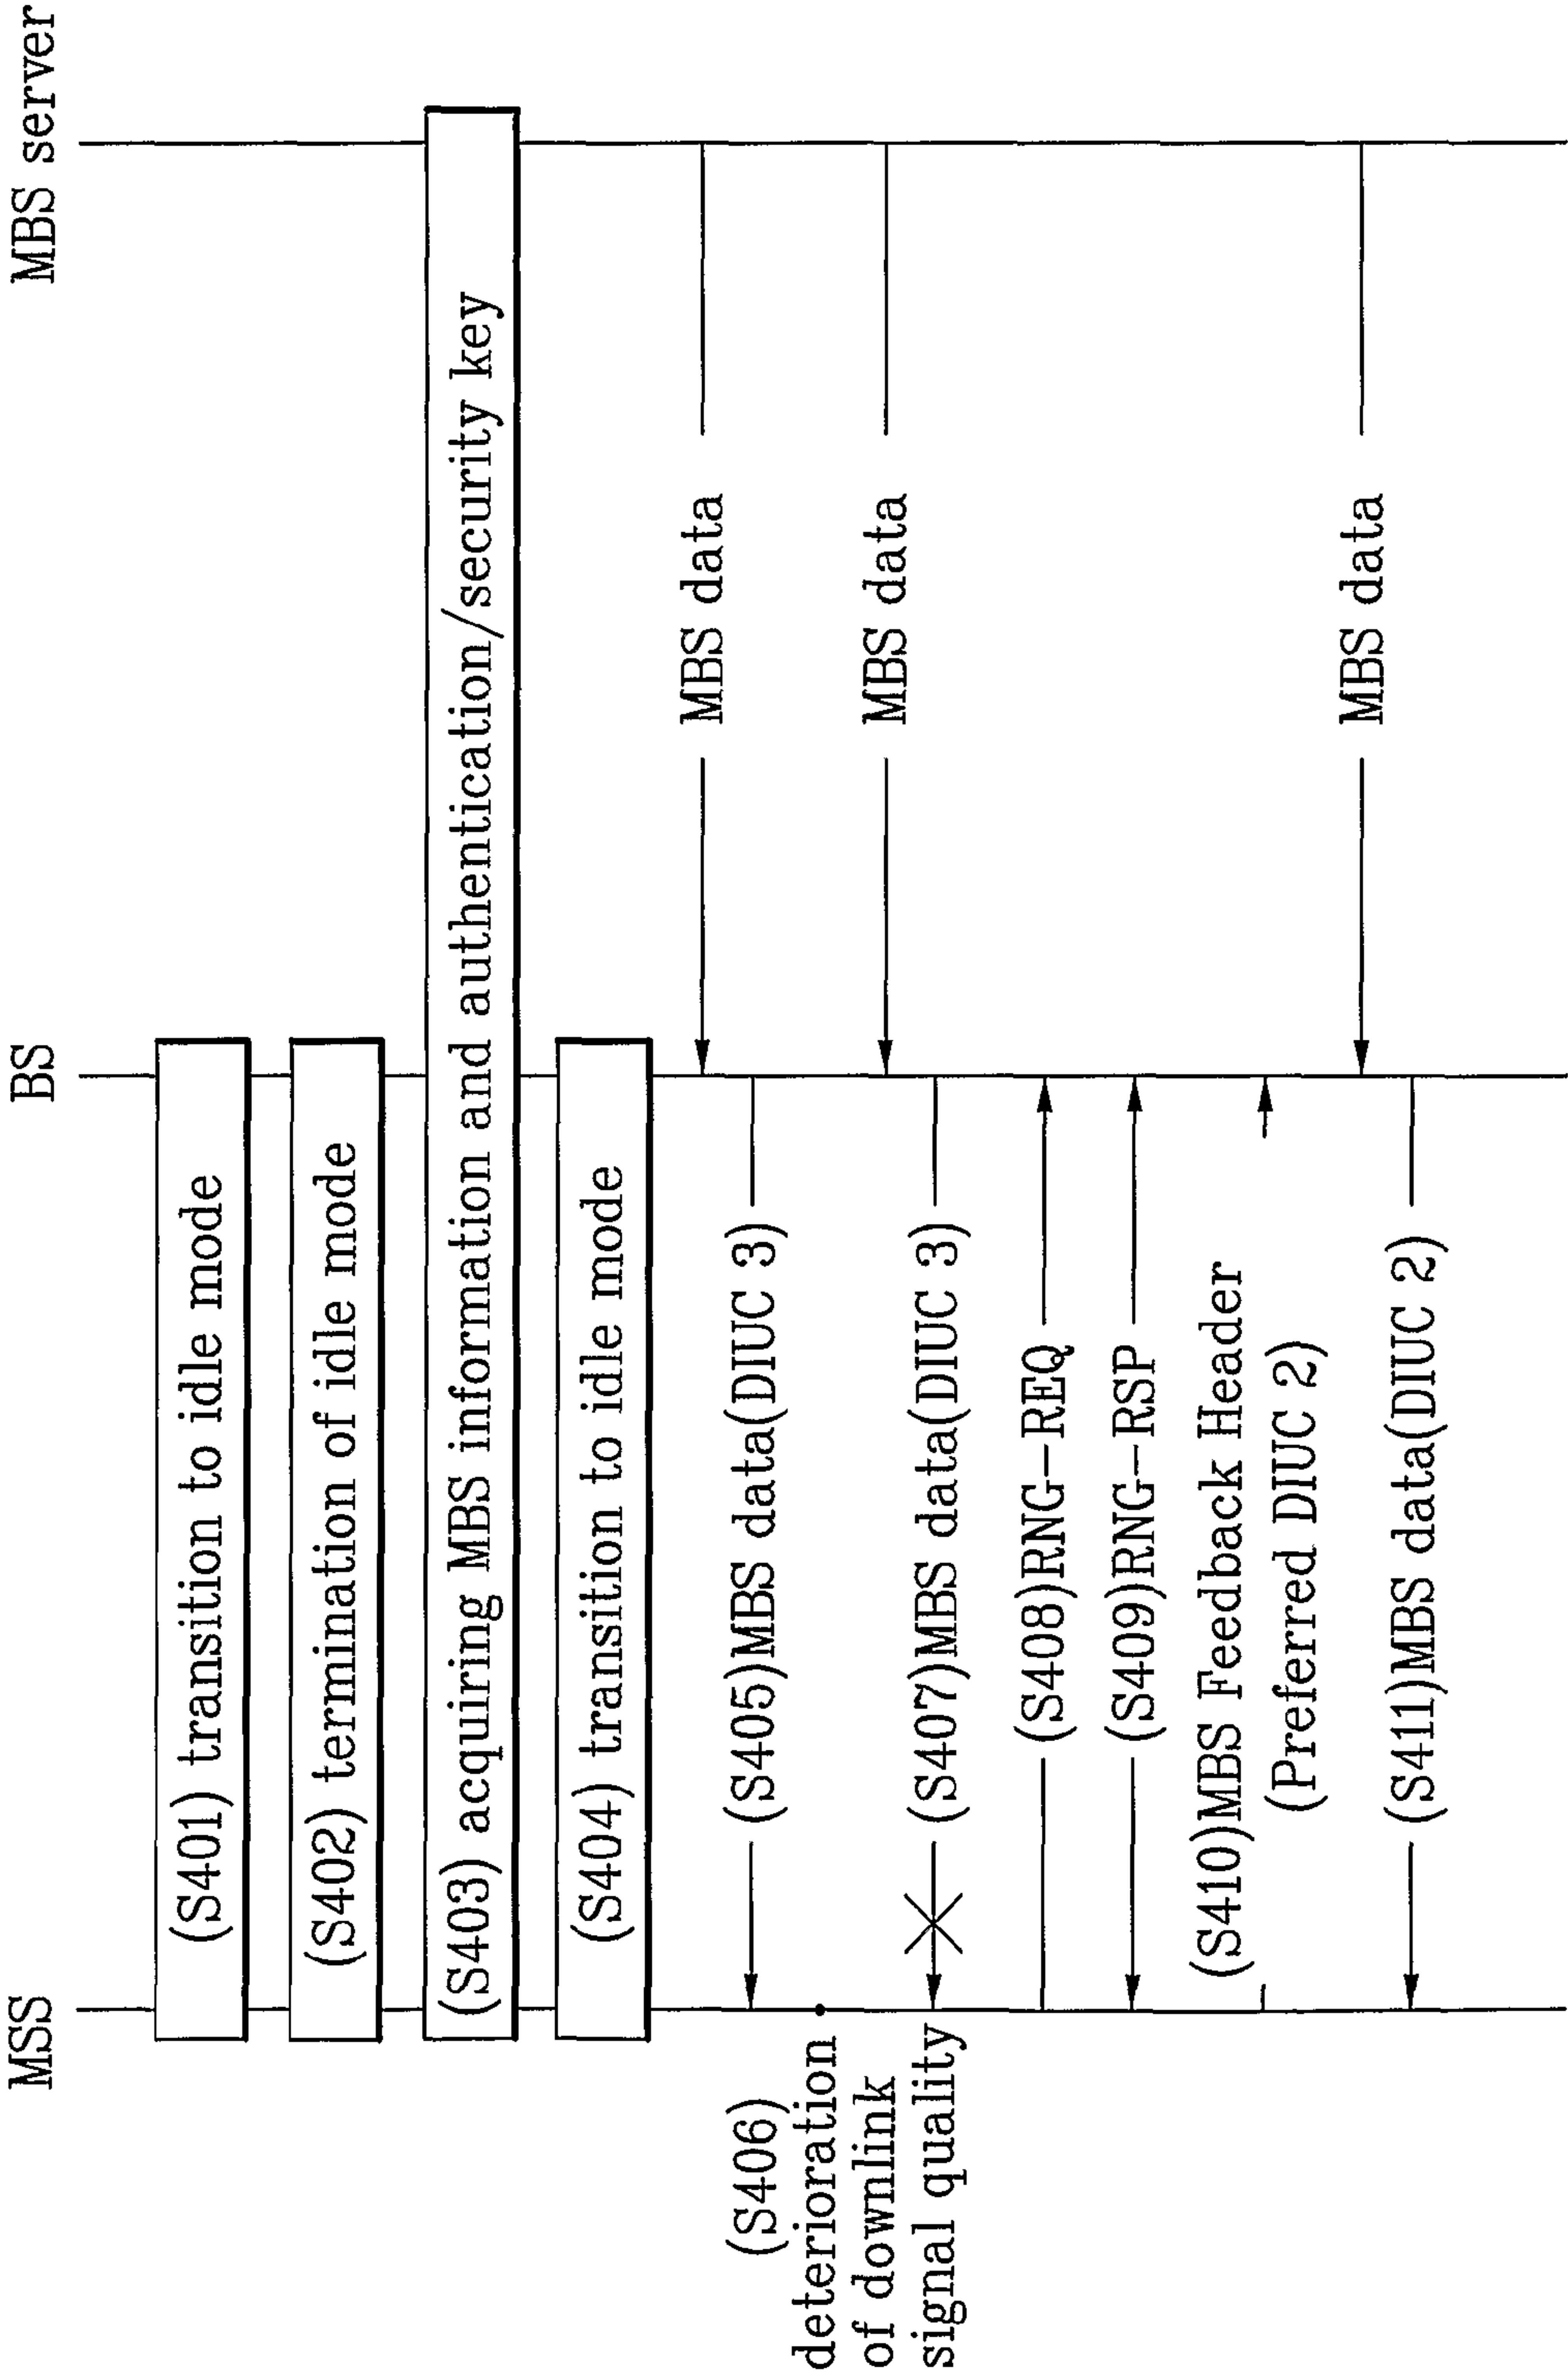 MSS
BS
MBS server
(S401) transition to idle mode
(S402) termination of idle mode
(S403) acquiring MBS information and authentication/security key
(S404) transition to idle mode
MBS data
(S405)MBS data(DIUC 3)
(S406)
deterioration
of downlink
signal quality
MBS data
(S407)MBS data(DIUC 3)
(S408)RNG-REQ
(S409)RNG-RSP
(S410)MBS Feedback Header
(Preferred DIUC 2)
MBS data
(S411)MBS data(DIUC 2)